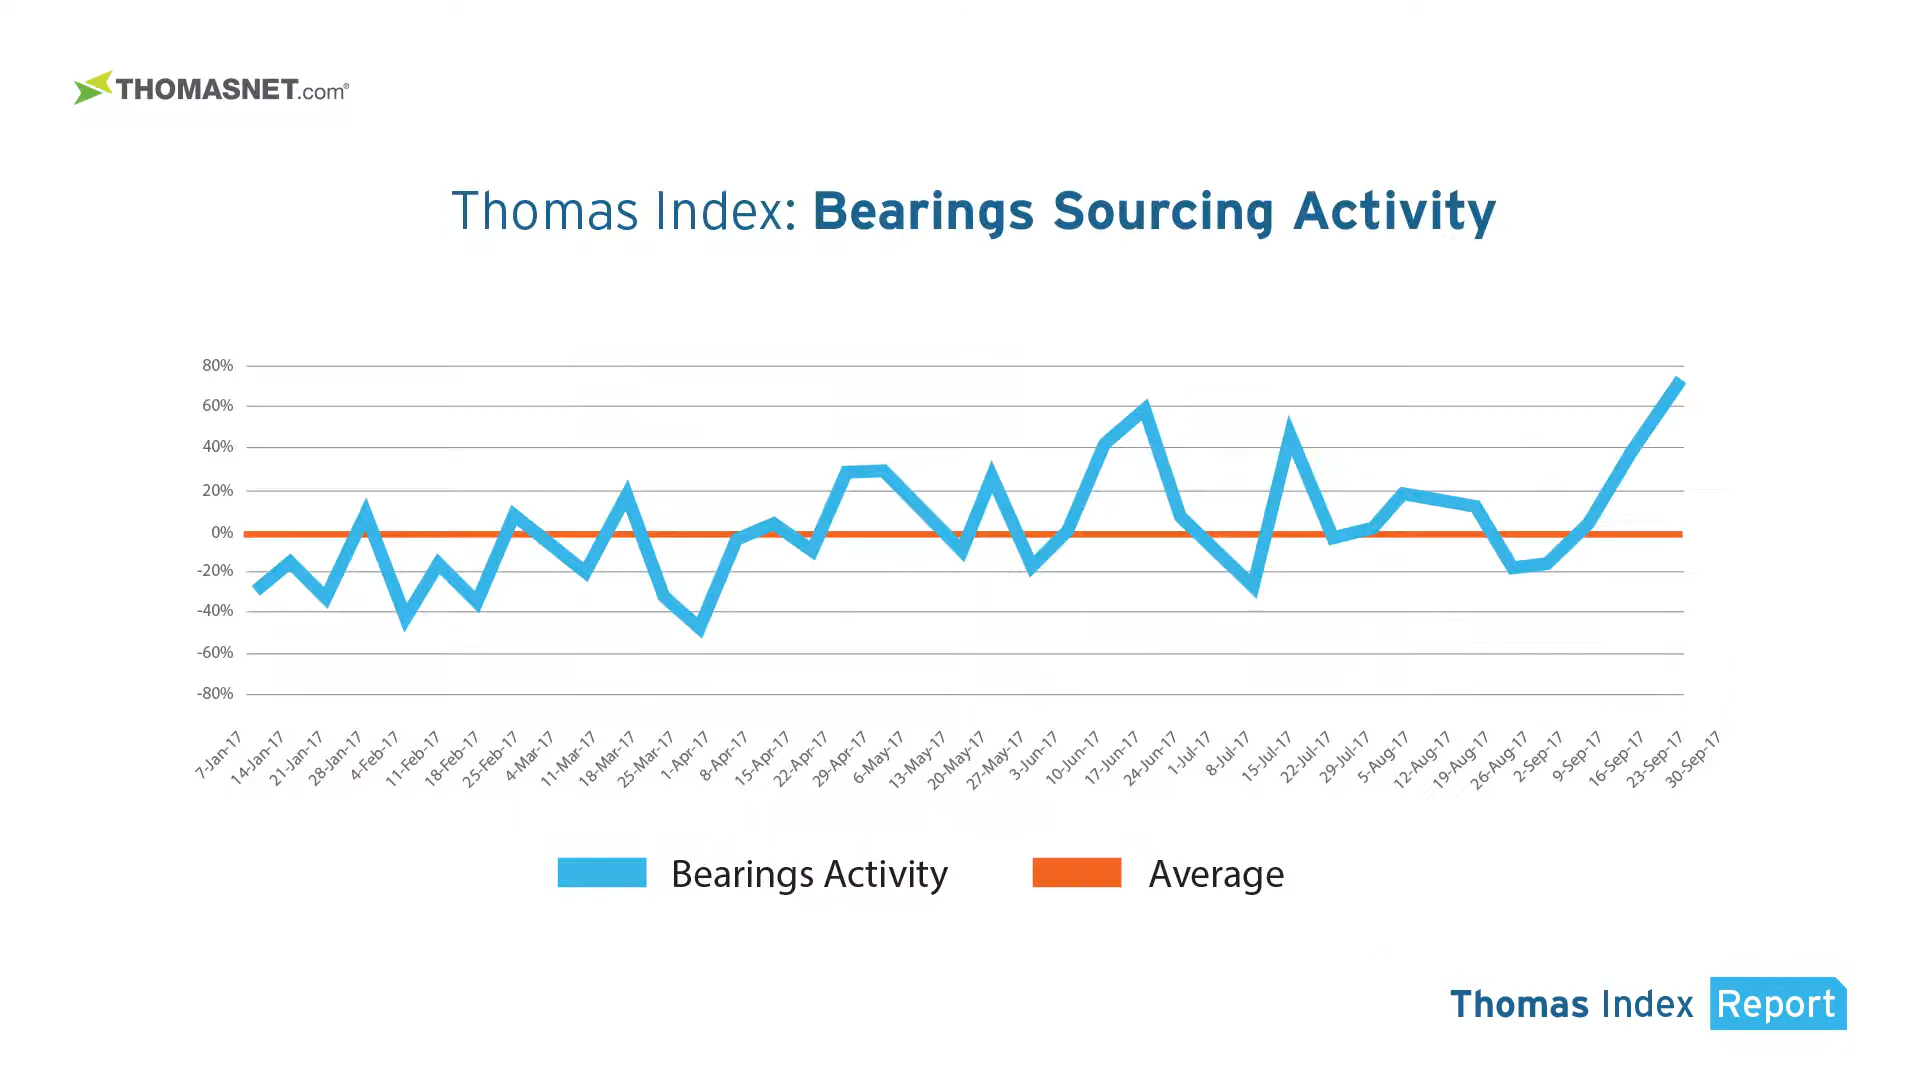 THOMASNET.com®
Thomas Index: Bearings Sourcing Activity
80%
60%
40%
20%
0%
-20%
-40%
-60%
-80%
7-Jan-17
14-Jan-17
21-Jan-17
28-Jan-17
4-Feb-17
11-Feb-17
18-Feb-17
25-Feb-17
4-Mar-17
11-Mar-17
18-Mar-17
25-Mar-17
1-Apr-17
8-Apr-17
15-Apr-17
22-Apr-17
29-Apr-17
6-May-17
13-May-17
20-May-17
27-May-17
3-Jun-17
10-Jun-17
17-Jun-17
24-Jun-17
1-Jul-17
8-Jul-17
15-Jul-17
22-Jul-17
29-Jul-17
5-Aug-17
12-Aug-17
19-Aug-17
26-Aug-17
2-Sep-17
9-Sep-17
16-Sep-17
23-Sep-17
30-Sep-17
Bearings Activity
Average
Thomas Index Report